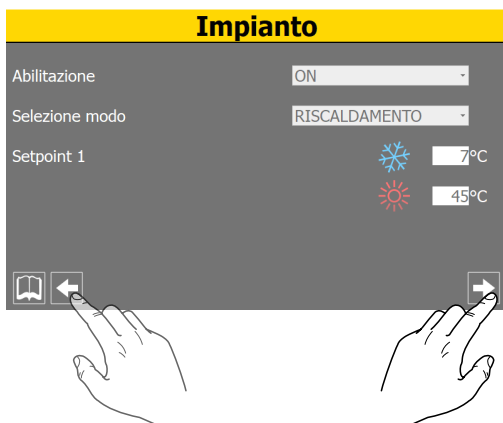 Impianto
Abilitazione ON
Selezione modo RISCALDAMENTO
Setpoint 1 7°C
45°C